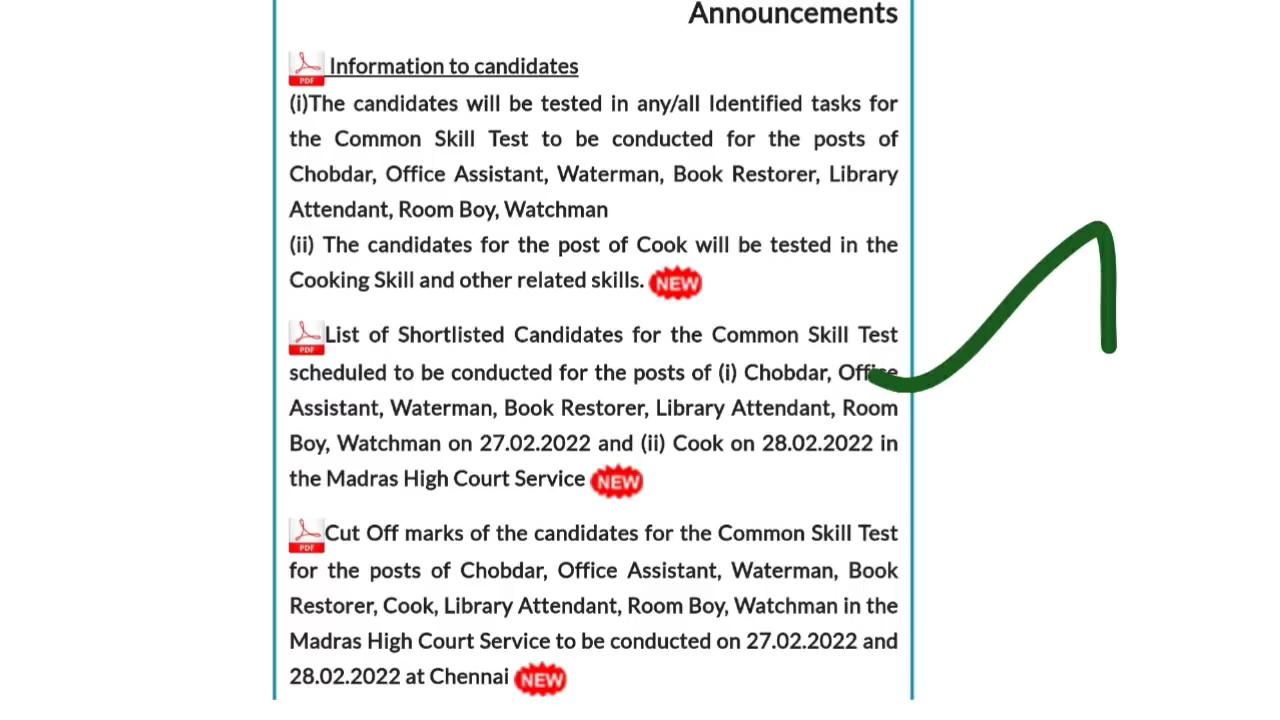 Announcements
PDF Information to candidates
(i)The candidates will be tested in any/all Identified tasks for
the Common Skill Test to be conducted for the posts of
Chobdar, Office Assistant, Waterman, Book Restorer, Library
Attendant, Room Boy, Watchman
(ii) The candidates for the post of Cook will be tested in the
Cooking Skill and other related skills. NEW
PDF List of Shortlisted Candidates for the Common Skill Test
scheduled to be conducted for the posts of (i) Chobdar, Office
Assistant, Waterman, Book Restorer, Library Attendant, Room
Boy, Watchman on 27.02.2022 and (ii) Cook on 28.02.2022 in
the Madras High Court Service NEW
PDF Cut Off marks of the candidates for the Common Skill Test
for the posts of Chobdar, Office Assistant, Waterman, Book
Restorer, Cook, Library Attendant, Room Boy, Watchman in the
Madras High Court Service to be conducted on 27.02.2022 and
28.02.2022 at Chennai NEW